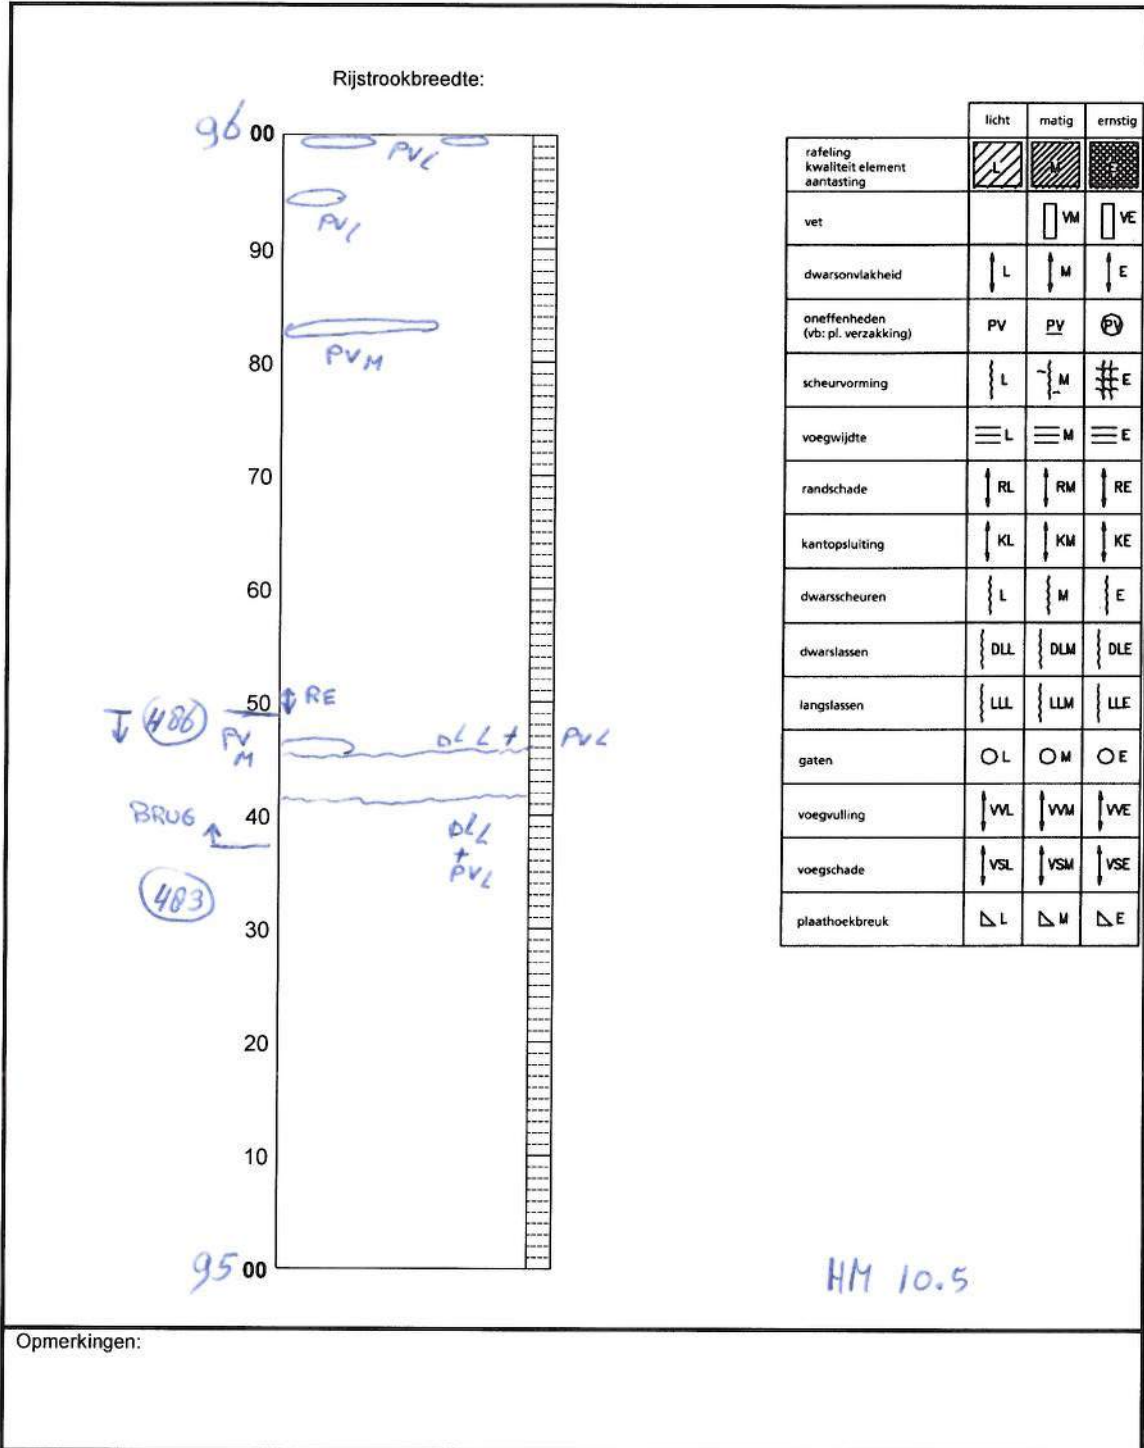 Rijstrookbreedte:
96 00
PVL
PVL
90
PVM
80
70
60
50 RE
486
PV
M
DLL + PVL
BRUG 40
DLL
+
PVL
483
30
20
10
95 00
HM 10.5
licht matig ernstig
rafeling
kwaliteit element
aantasting
L M E
vet VM VE
dwarsonvlakheid L M E
oneffenheden
(vb: pl. verzakking) PV PV PV
scheurvorming L M E
voegwijdte L M E
randschade RL RM RE
kantopsluiting KL KM KE
dwarsscheuren L M E
dwarslassen DLL DLM DLE
langslassen LLL LLM LLE
gaten L M E
voegvulling VVL VVM VVE
voegschade VSL VSM VSE
plaathoekbreuk L M E
Opmerkingen: